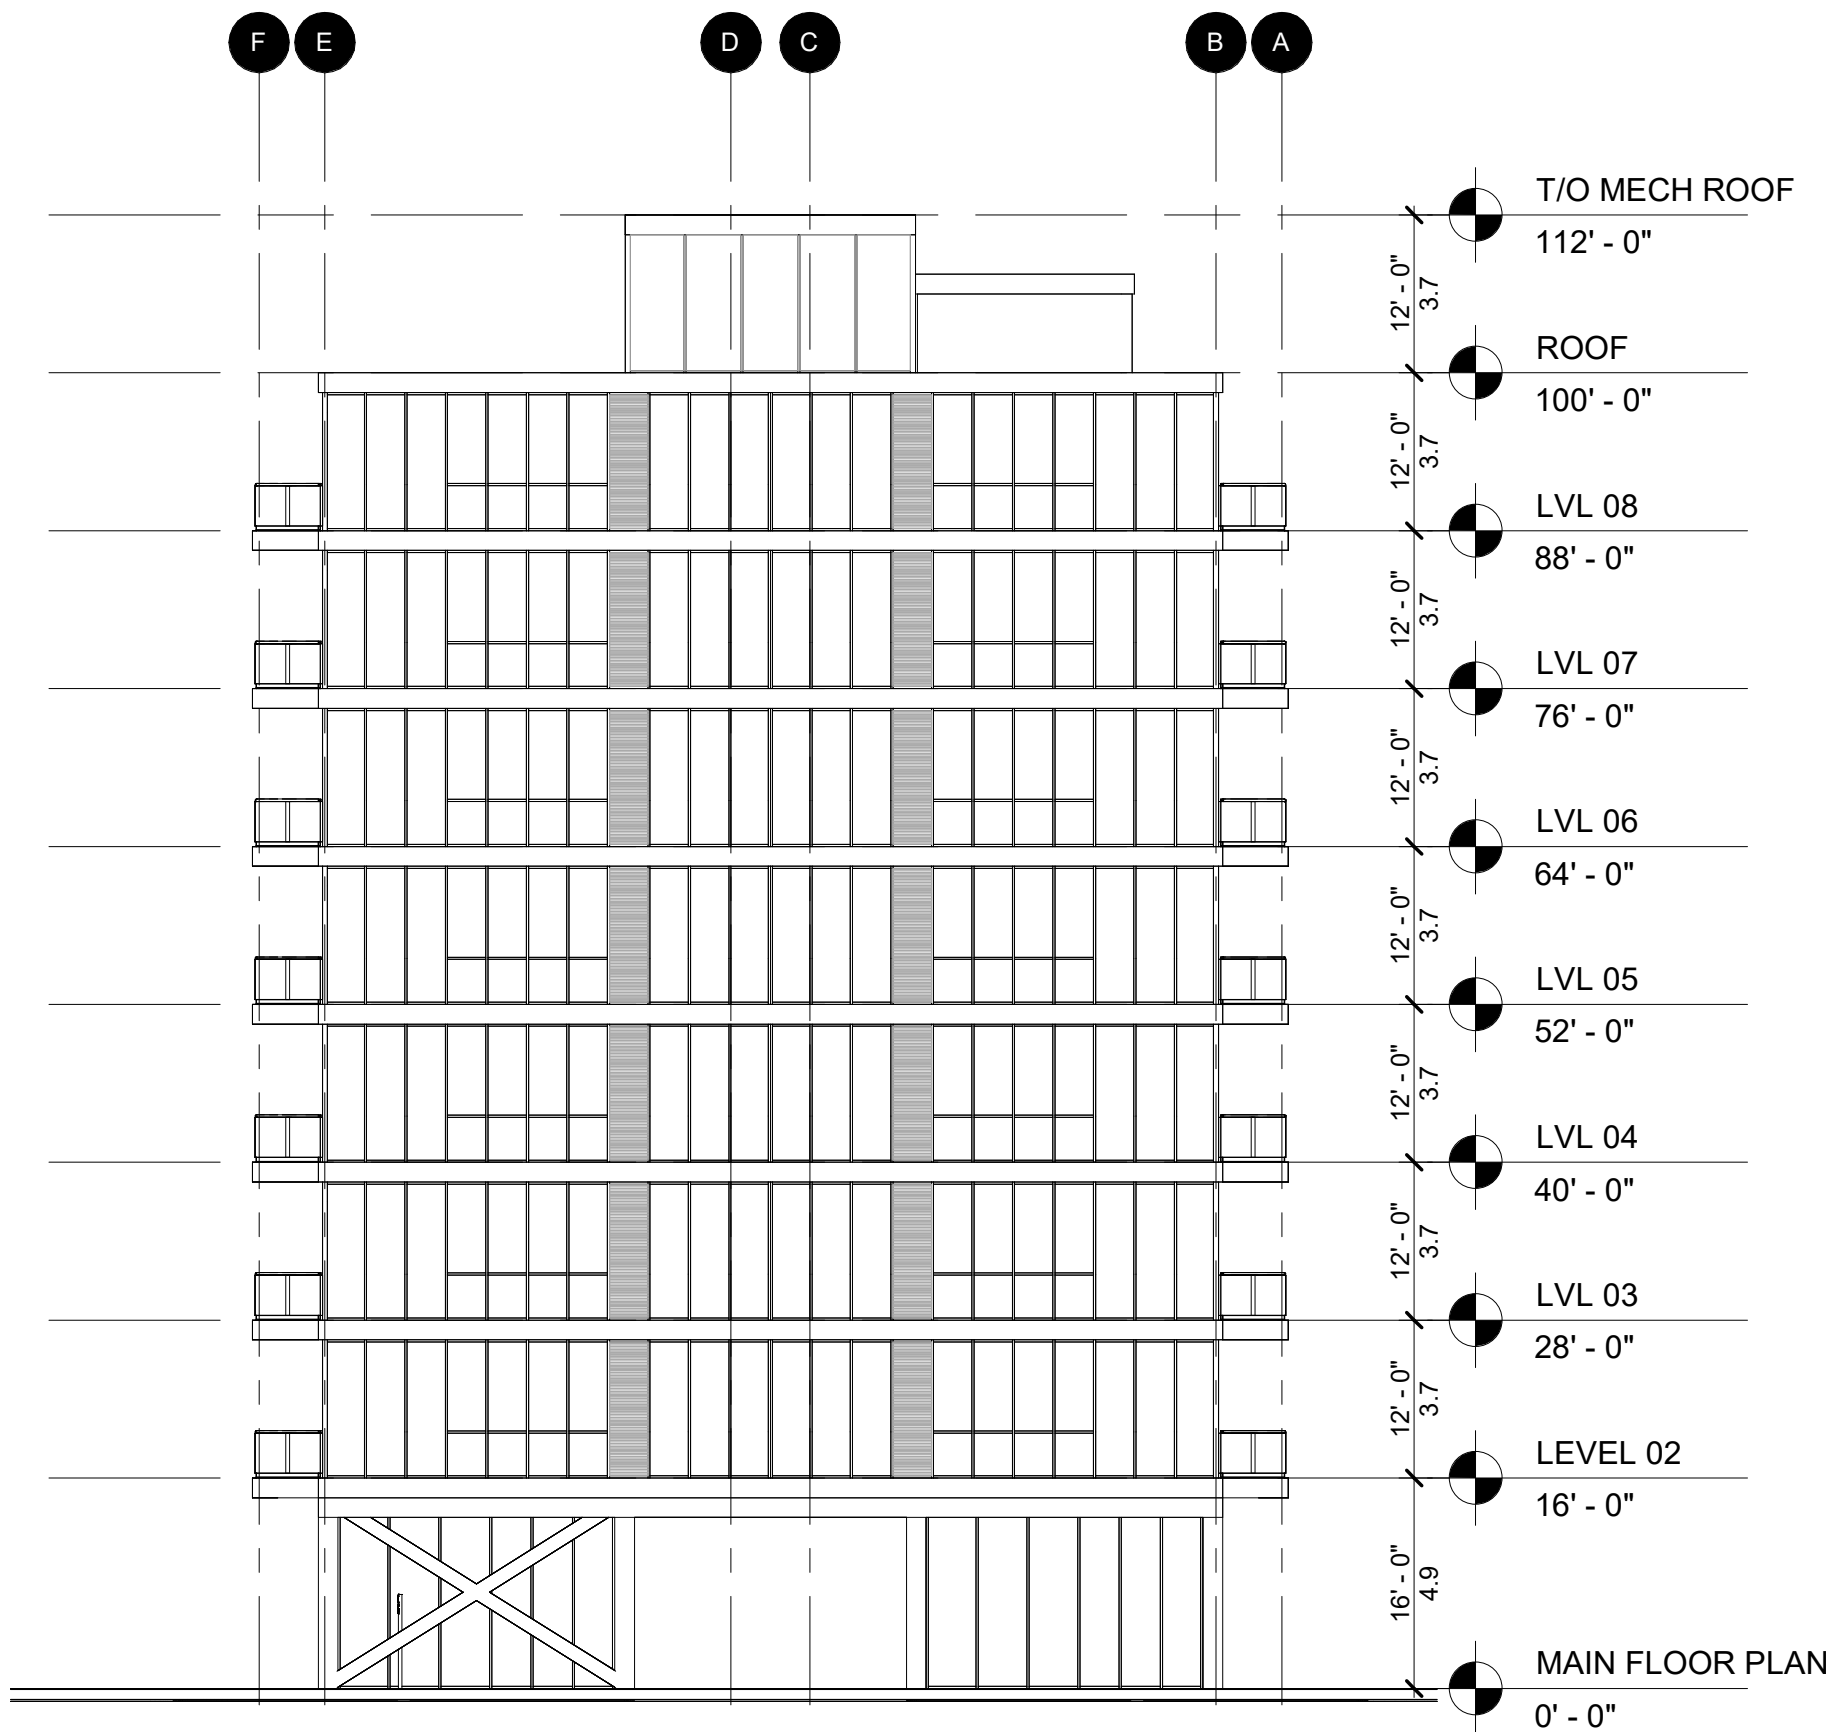 F E D C B A
T/O MECH ROOF
112' - 0"
12' - 0"
3.7
ROOF
100' - 0"
12' - 0"
3.7
LVL 08
88' - 0"
12' - 0"
3.7
LVL 07
76' - 0"
12' - 0"
3.7
LVL 06
64' - 0"
12' - 0"
3.7
LVL 05
52' - 0"
12' - 0"
3.7
LVL 04
40' - 0"
12' - 0"
3.7
LVL 03
28' - 0"
12' - 0"
3.7
LEVEL 02
16' - 0"
16' - 0"
4.9
MAIN FLOOR PLAN
0' - 0"